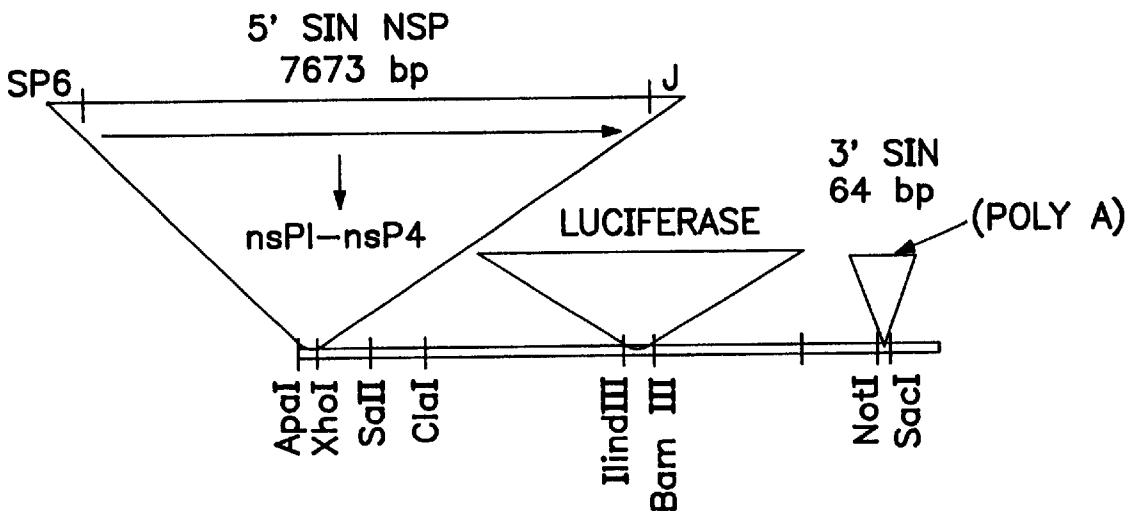 5' SIN NSP
7673 bp
SP6
J
nsPI-nsP4
LUCIFERASE
3' SIN
64 bp
(POLY A)
ApaI
XhoI
SaII
ClaI
IlindIII
Bam III
NotI
SacI